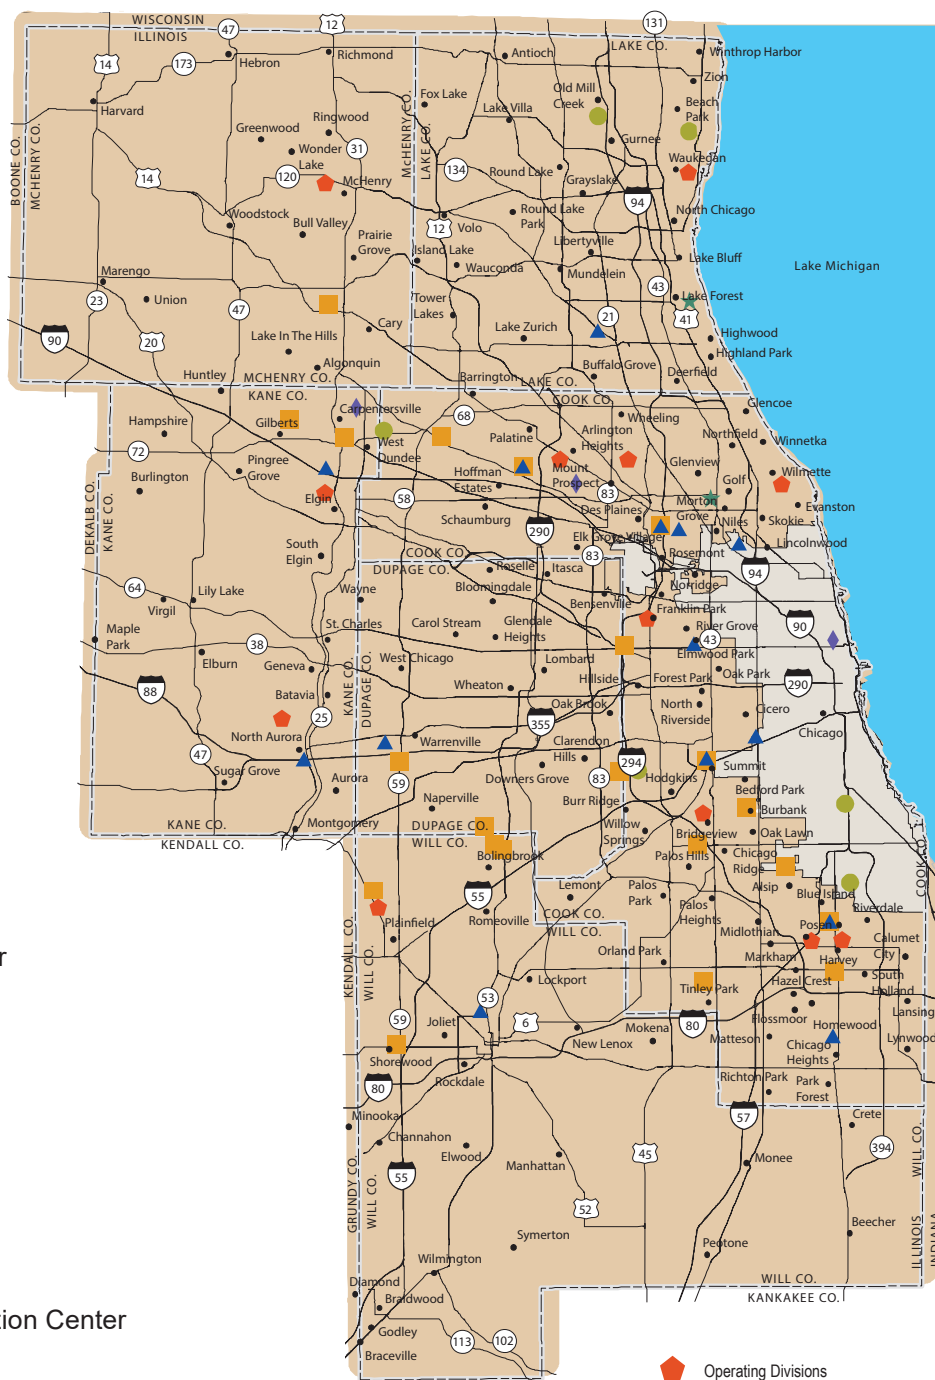 WISCONSIN
ILLINOIS
47
12
131
LAKE CO.
Winthrop Harbor
Richmond
Antioch
Hebron
14
173
Zion
Old Mill
Creek
Beach
Park
Fox Lake
Lake Villa
Harvard
Ringwood
Greenwood
Gurnee
Wonder
Lake
31
MCHENRY CO.
LAKE CO.
BOONE CO.
MCHENRY CO.
Waukegan
134
Round Lake
120
14
McHenry
Grayslake
94
Woodstock
Bull Valley
Round Lake
Park
North Chicago
12
Volo
Prairie
Grove
Libertyville
Island Lake
Lake Bluff
Wauconda
Mundelein
Lake Michigan
Marengo
43
23
Union
47
Tower
Lakes
Lake Forest
21
41
Cary
Lake Zurich
90
20
Lake In The Hills
Highwood
Highland Park
Algonquin
Buffalo Grove
Deerfield
Huntley
MCHENRY CO.
KANE CO.
Barrington
LAKE CO.
COOK CO.
Glencoe
Hampshire
Gilberts
Carpentersville
68
Wheeling
Palatine
Arlington
Heights
Northfield
Winnetka
72
West
Dundee
Pingree
Grove
Hoffman
Estates
Mount
Prospect
Glenview
Wilmette
Burlington
Golf
83
Elgin
58
Morton
Grove
Evanston
DEKALB CO.
KANE CO.
Schaumburg
Des Plaines
Niles
Skokie
290
Elk Grove Village
Lincolnwood
South
Elgin
COOK CO.
DUPAGE CO.
83
Rosemont
Roselle
Itasca
94
64
Lily Lake
Wayne
Bloomingdale
Norridge
Virgil
Bensenville
Franklin Park
Maple
Park
St. Charles
Carol Stream
Glendale
Heights
River Grove
90
38
43
Elmwood Park
Elburn
Geneva
West Chicago
Lombard
Oak Park
290
88
KANE CO.
DUPAGE CO.
Wheaton
Hillside
Forest Park
Batavia
Oak Brook
North
Riverside
Cicero
25
355
Chicago
North Aurora
Warrenville
Clarendon
Hills
47
294
Summit
Sugar Grove
Aurora
59
Downers Grove
83
Hodgkins
Bedford Park
Naperville
Burr Ridge
Burbank
KANE CO.
KENDALL CO.
Montgomery
DUPAGE CO.
WILL CO.
Willow
Springs
Bridgeview
Oak Lawn
Bolingbrook
Palos Hills
Chicago
Ridge
COOK CO.
55
Lemont
Palos
Park
Alsip
Blue Island
Romeoville
COOK CO.
WILL CO.
Palos
Heights
Riverdale
Plainfield
Midlothian
Posen
Calumet
City
KENDALL CO.
WILL CO.
Orland Park
Markham
Harvey
r
Lockport
Hazel Crest
South
Holland
53
Tinley Park
59
Joliet
6
Lansing
80
Flossmoor
Homewood
Mokena
New Lenox
Matteson
Chicago
Heights
Lynwood
Shorewood
80
Rockdale
Richton Park
Park
Forest
Minooka
57
Crete
Channahon
Elwood
Manhattan
45
394
Monee
WILL CO.
55
GRUNDY CO.
WILL CO.
52
Symerton
Beecher
ILLINOIS
INDIANA
Peotone
Wilmington
WILL CO.
KANKAKEE CO.
Diamond
Braidwood
tion Center
Godley
113
102
Braceville
Operating Divisions